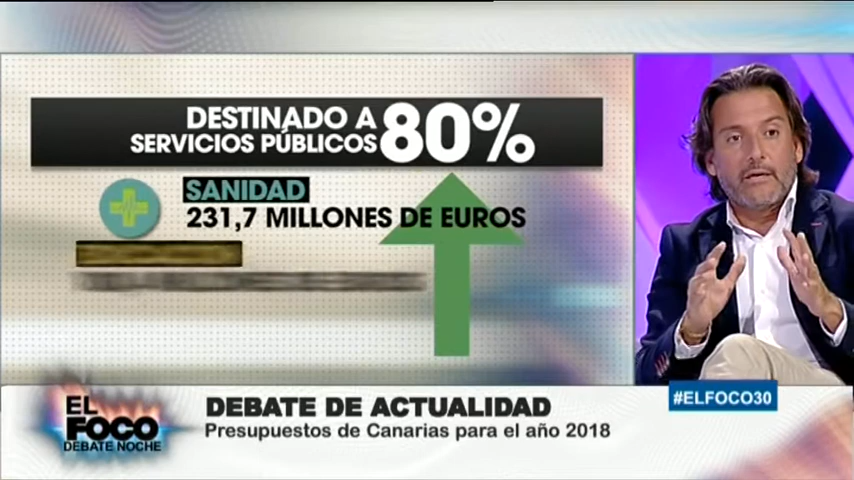 DESTINADO A
SERVICIOS PÚBLICOS 80%
SANIDAD
231,7 MILLONES DE EUROS
EL
FOCO
DEBATE NOCHE
DEBATE DE ACTUALIDAD
Presupuestos de Canarias para el año 2018
#ELFOCO30